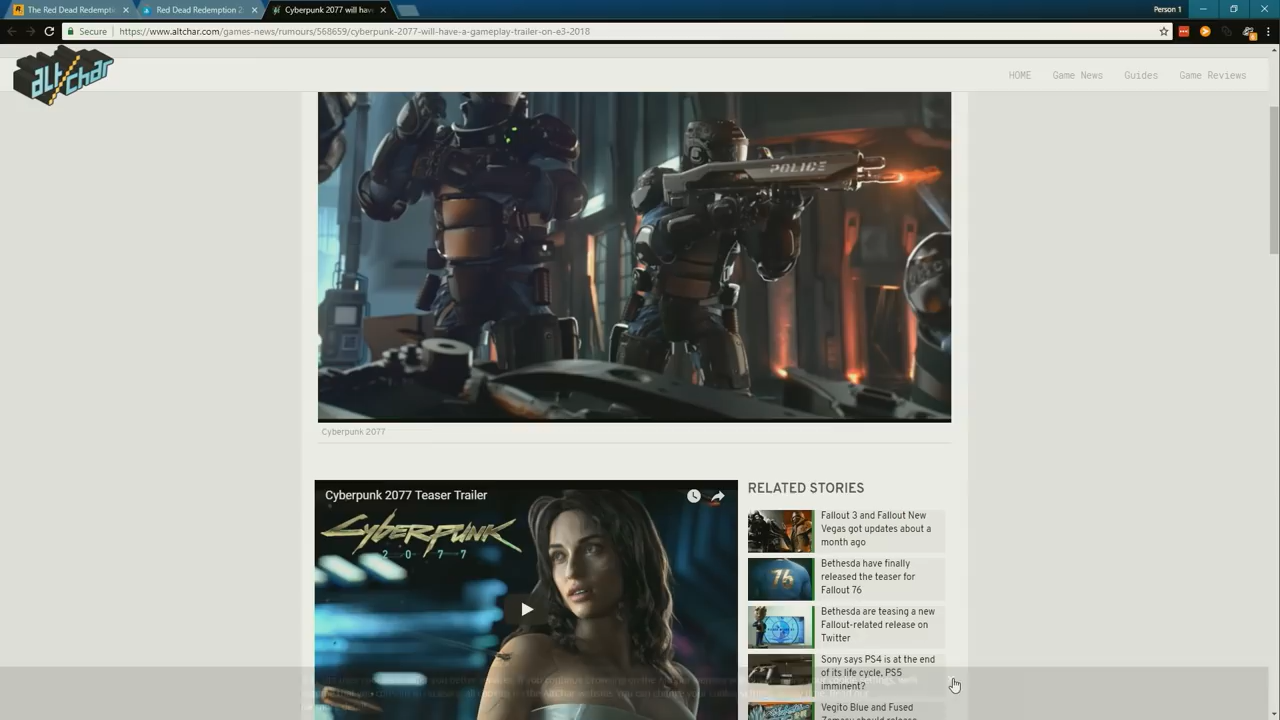 The Red Dead Redempti
Red Dead Redemption 2
Cyberpunk 2077 will hav
Person 1
Secure
https://www.altchar.com/games-news/rumours/568659/cyberpunk-2077-will-have-a-gameplay-trailer-on-e3-2018
alt char
HOME
Game News
Guides
Game Reviews
POLICE
Cyberpunk 2077
Cyberpunk 2077 Teaser Trailer
CYBERPUNK
2077
RELATED STORIES
Fallout 3 and Fallout New
Vegas got updates about a
month ago
76
Bethesda have finally
released the teaser for
Fallout 76
Bethesda are teasing a new
Fallout-related release on
Twitter
Sony says PS4 is at the end
of its life cycle, PS5
imminent?
Vegito Blue and Fused